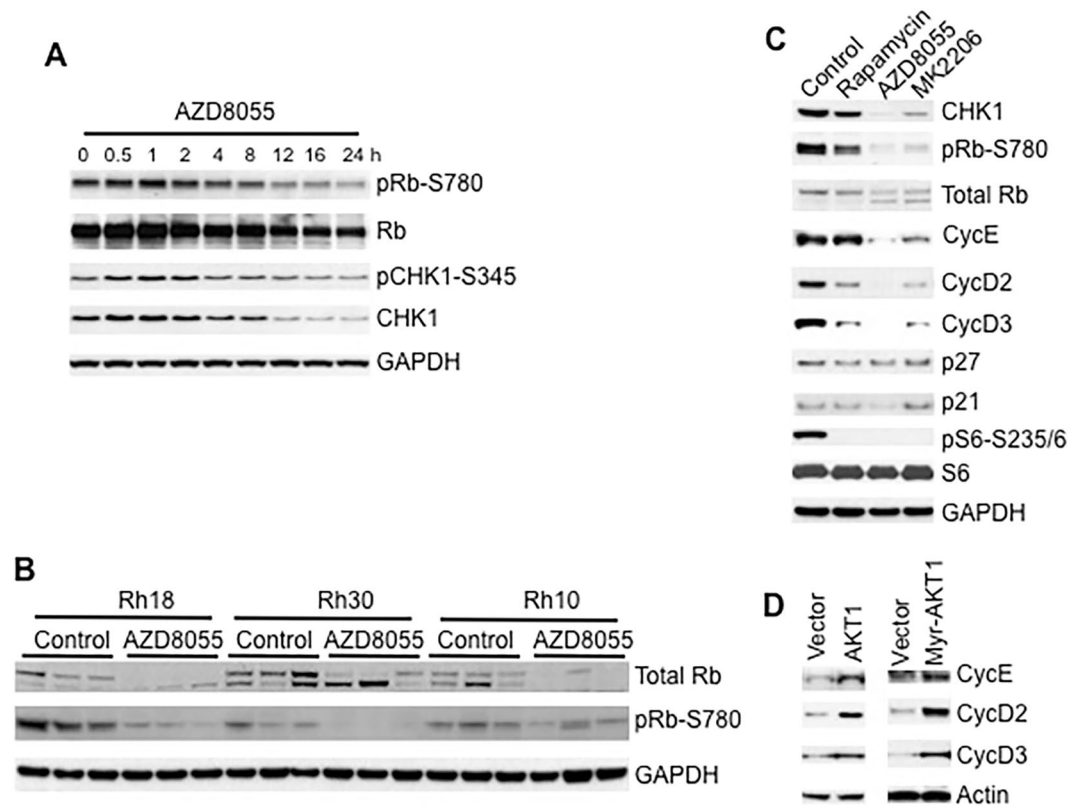 A
AZD8055
0 0.5 1 2 4 8 12 16 24 h
pRb-S780
Rb
pCHK1-S345
CHK1
GAPDH
B
Rh18 Rh30 Rh10
Control AZD8055 Control AZD8055 Control AZD8055
Total Rb
pRb-S780
GAPDH
C
Control Rapamycin AZD8055 MK2206
CHK1
pRb-S780
Total Rb
CycE
CycD2
CycD3
p27
p21
pS6-S235/6
S6
GAPDH
D
Vector AKT1 Vector Myr-AKT1
CycE
CycD2
CycD3
Actin